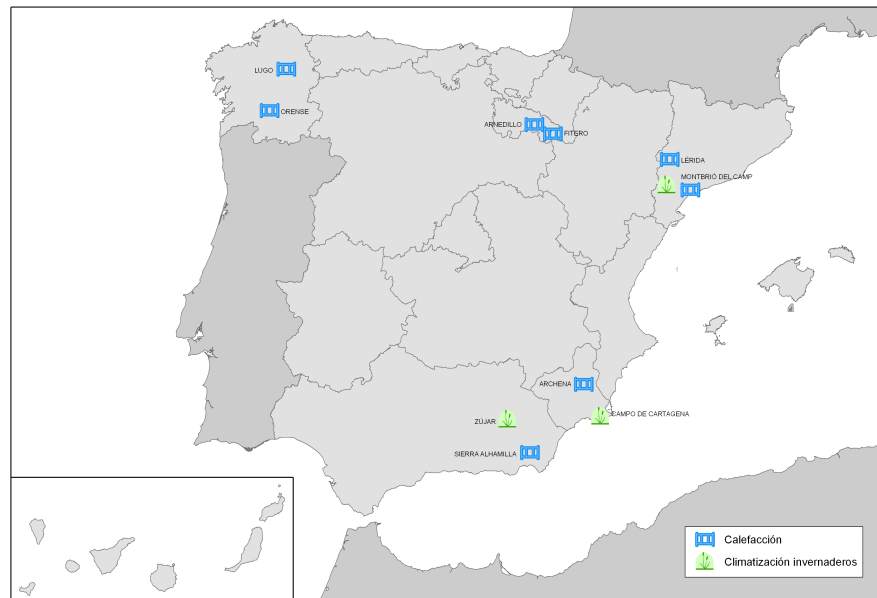 LUGO
ORENSE
ARNEDILLO
FITERO
LÉRIDA
MONTBRIÓ DEL CAMP
ARCHENA
ZÚJAR
CAMPO DE CARTAGENA
SIERRA ALHAMILLA
Calefacción
Climatización invernaderos